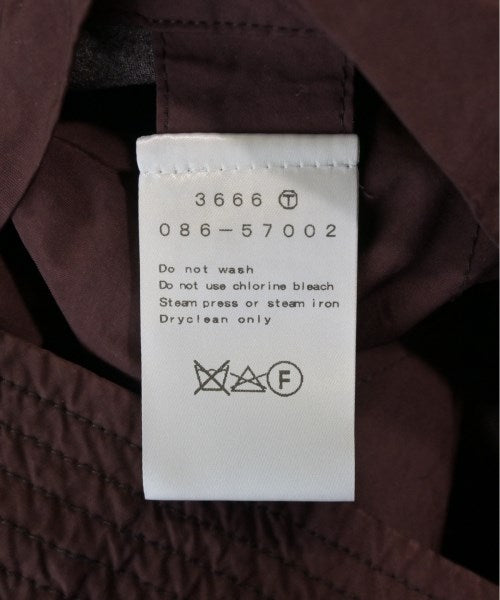 3666 Ⓣ
086-57002
Do not wash
Do not use chlorine bleach
Steam press or steam iron
Dryclean only
F